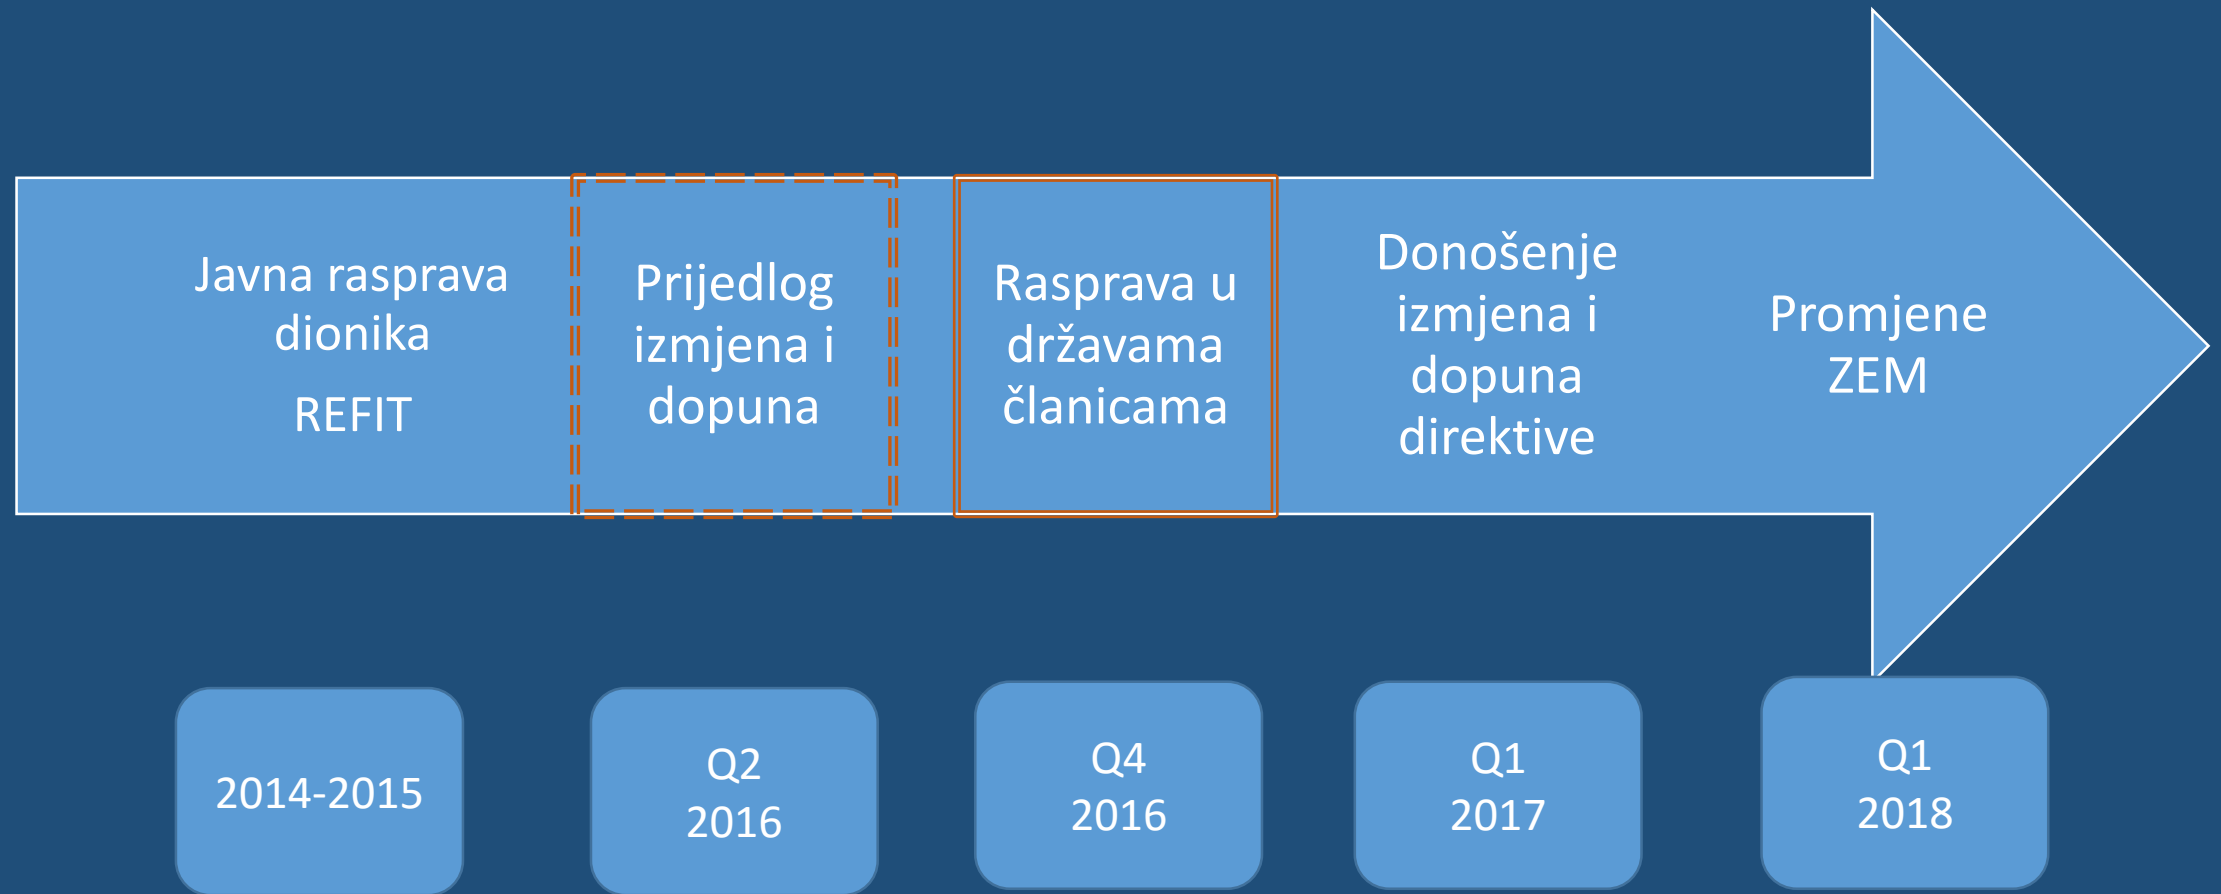 Javna rasprava
dionika
REFIT
Prijedlog
izmjena i
dopuna
Rasprava u
državama
članicama
Donošenje
izmjena i
dopuna
direktive
Promjene
ZEM
2014-2015
Q2
2016
Q4
2016
Q1
2017
Q1
2018